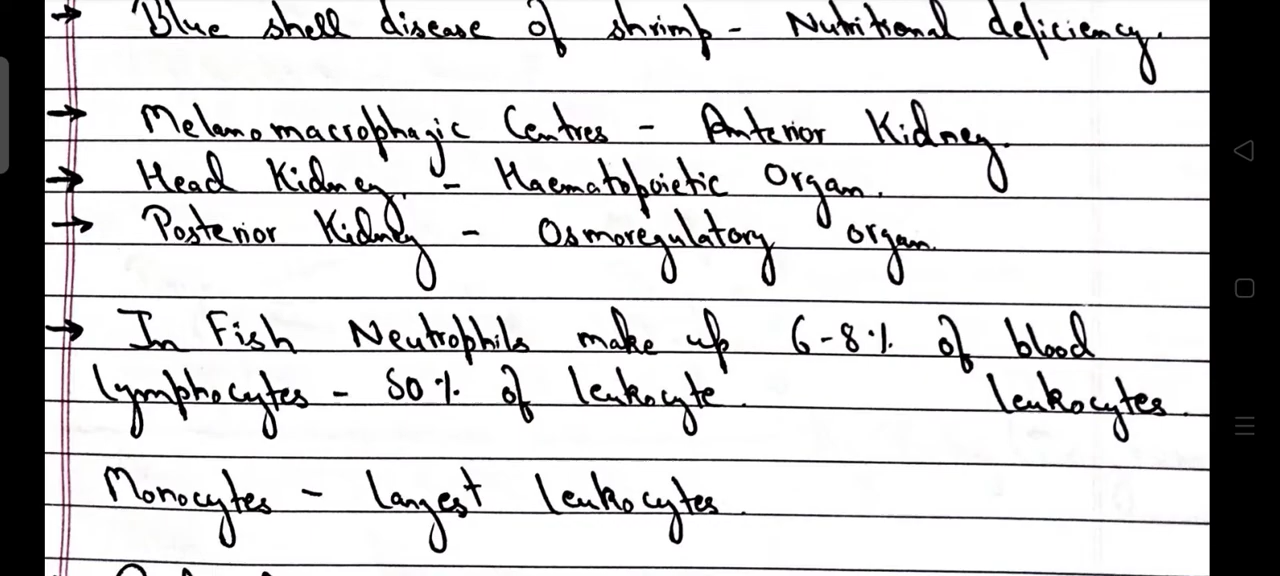 → Blue shell disease of shrimp - Nutritional deficiency.
→ Melanomacrophagic Centres - Anterior Kidney.
→ Head Kidney. - Haematopoietic Organ.
→ Posterior Kidney - Osmoregulatory organ.
→ In Fish Neutrophils make up 6-8% of blood
leukocytes.
Lymphocytes - 80% of leukocyte.
Monocytes - largest leukocytes.